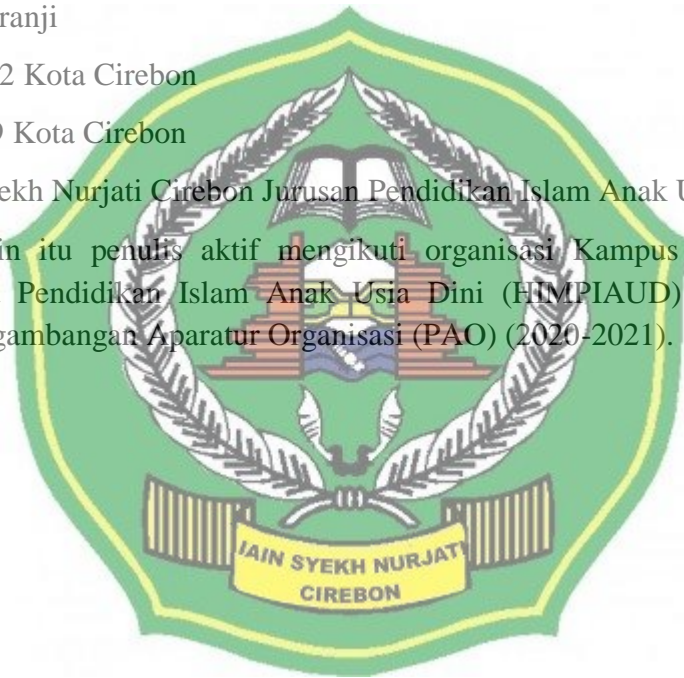 ranji
2 Kota Cirebon
9 Kota Cirebon
ekh Nurjati Cirebon Jurusan Pendidikan Islam Anak U
in itu penulis aktif mengikuti organisasi Kampus
Pendidikan Islam Anak Usia Dini (HIMPIAUD)
gambangan Aparatur Organisasi (PAO) (2020-2021).
IAIN SYEKH NURJATI
CIREBON